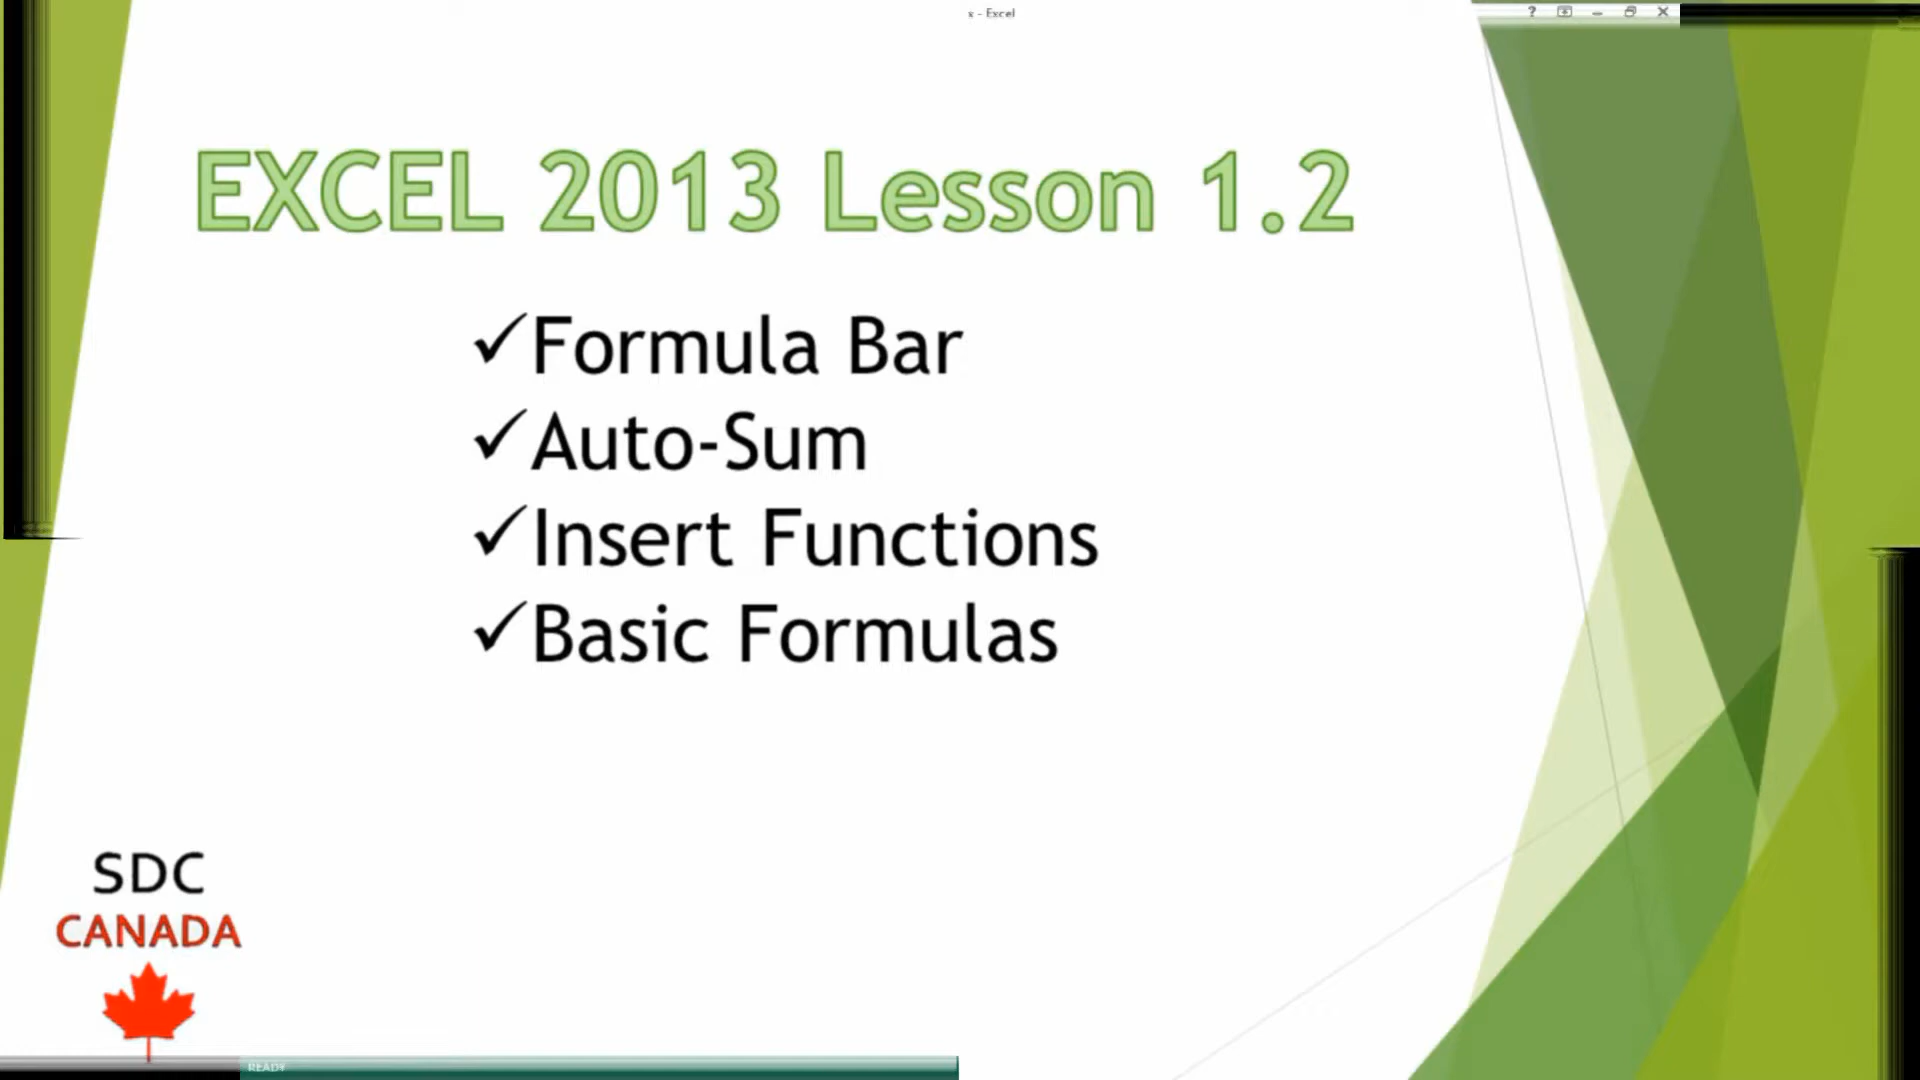 x - Excel
EXCEL 2013 Lesson 1.2
✓Formula Bar
✓Auto-Sum
✓Insert Functions
✓Basic Formulas
SDC
CANADA
READY